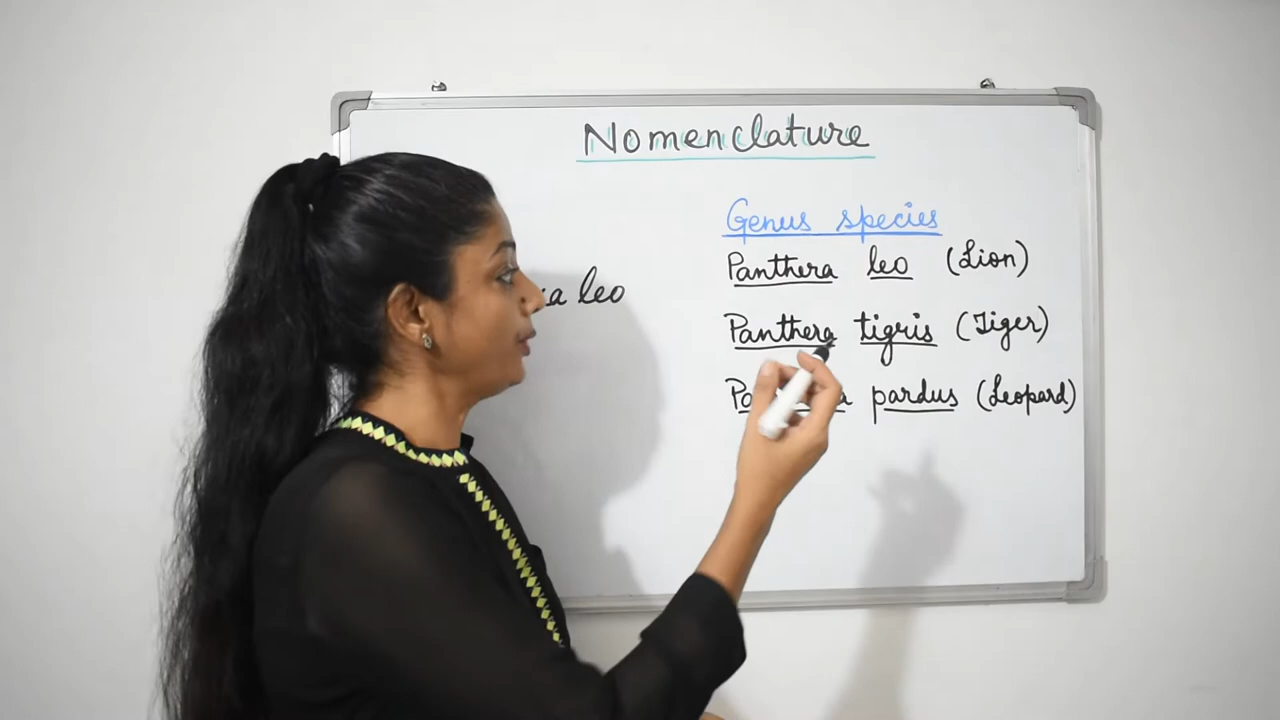 Nomenclature
leo
Genus species
Panthera leo (Lion)
Panthera tigris (Tiger)
pardus (Leopard)